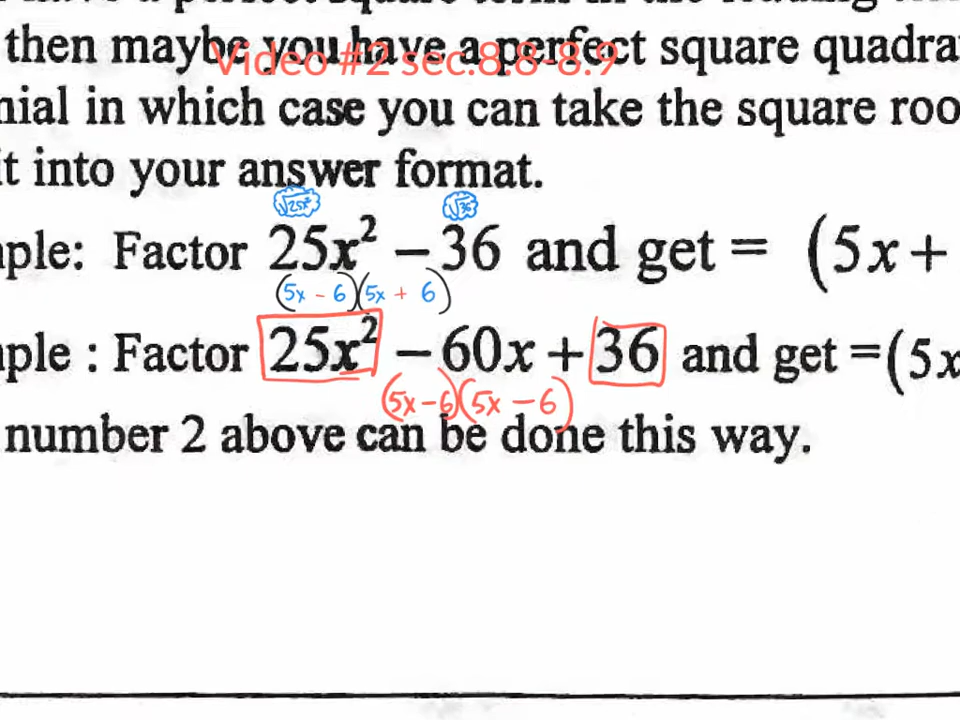 then maybe you have a perfect square quadra
Video #2 sec.8.8-8.9
nial in which case you can take the square roo
it into your answer format.
√25x² √36
ple: Factor 25x² − 36 and get = (5x +
(5x − 6)(5x + 6)
ple : Factor 25x² − 60x + 36 and get = (5x
(5x − 6)(5x − 6)
number 2 above can be done this way.